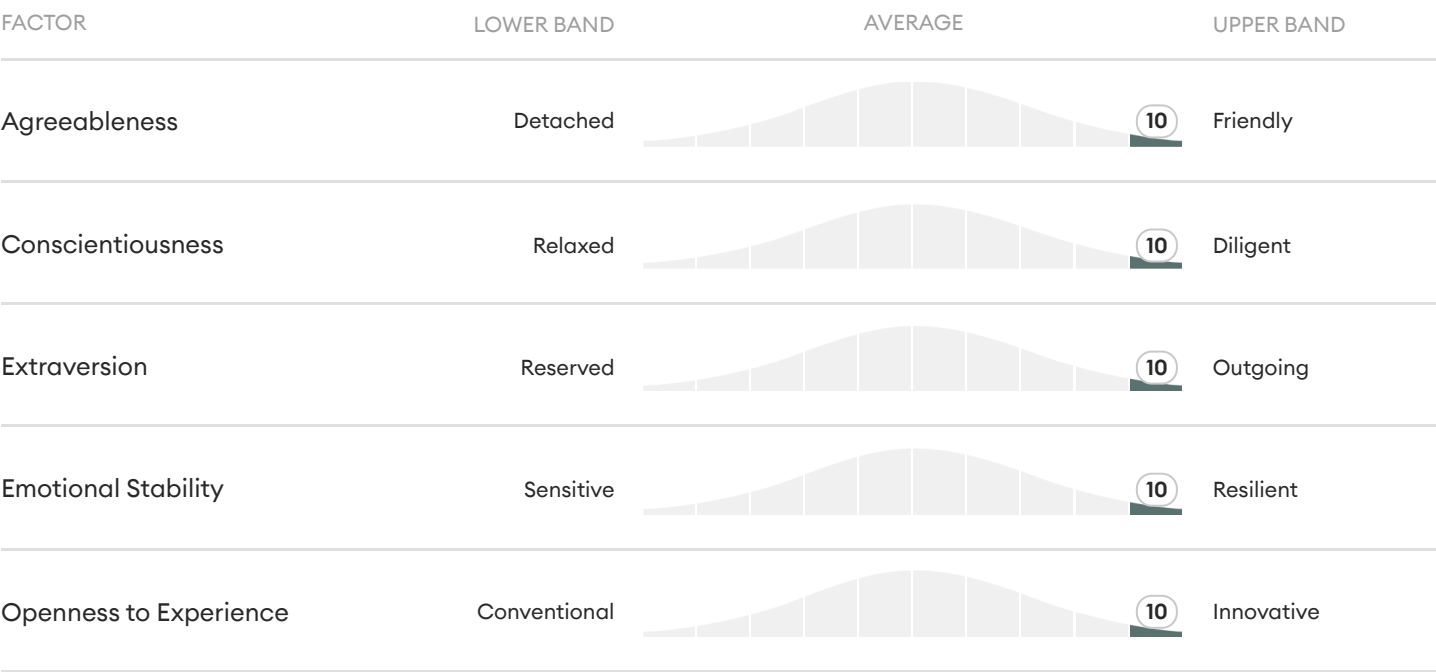 FACTOR LOWER BAND AVERAGE UPPER BAND
Agreeableness Detached 10 Friendly
Conscientiousness Relaxed 10 Diligent
Extraversion Reserved 10 Outgoing
Emotional Stability Sensitive 10 Resilient
Openness to Experience Conventional 10 Innovative